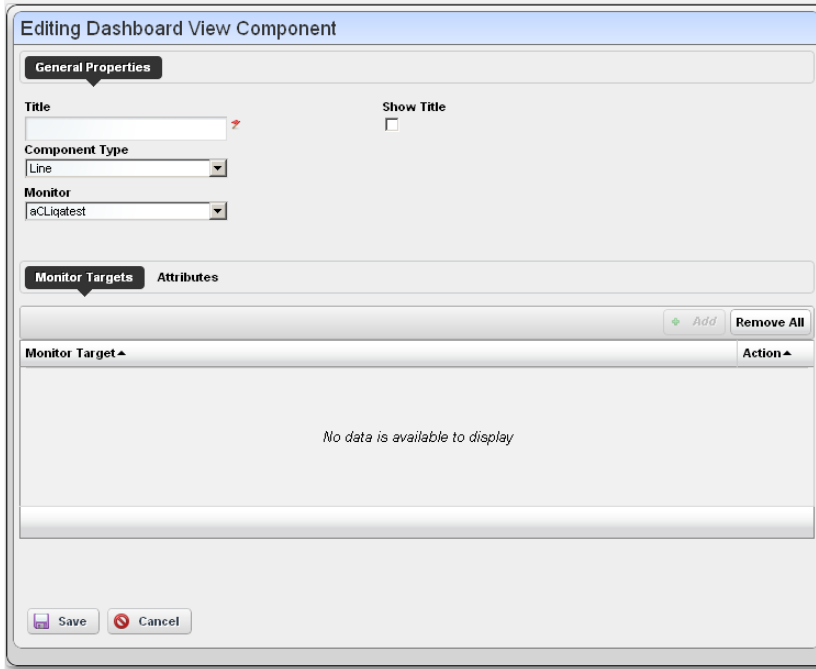 Editing Dashboard View Component
General Properties
Title
Show Title
Component Type
Line
Monitor
aCLiqatest
Monitor Targets Attributes
Add Remove All
Monitor Target Action
No data is available to display
Save Cancel